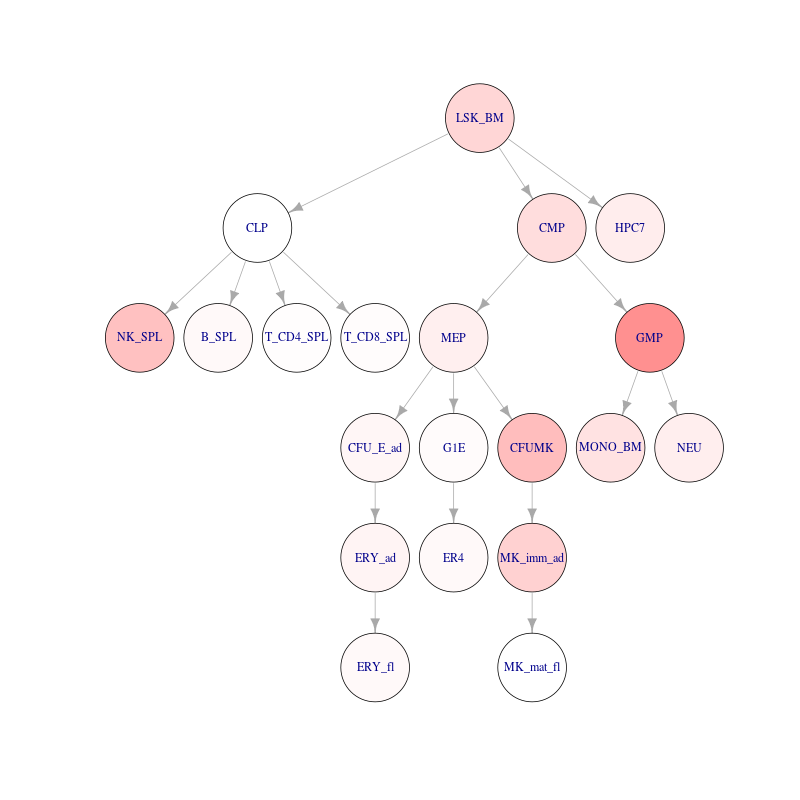 LSK_BM
CLP
CMP
HPC7
NK_SPL
B_SPL
T_CD4_SPL
T_CD8_SPL
MEP
GMP
CFU_E_ad
G1E
CFUMK
MONO_BM
NEU
ERY_ad
ER4
MK_imm_ad
ERY_fl
MK_mat_fl